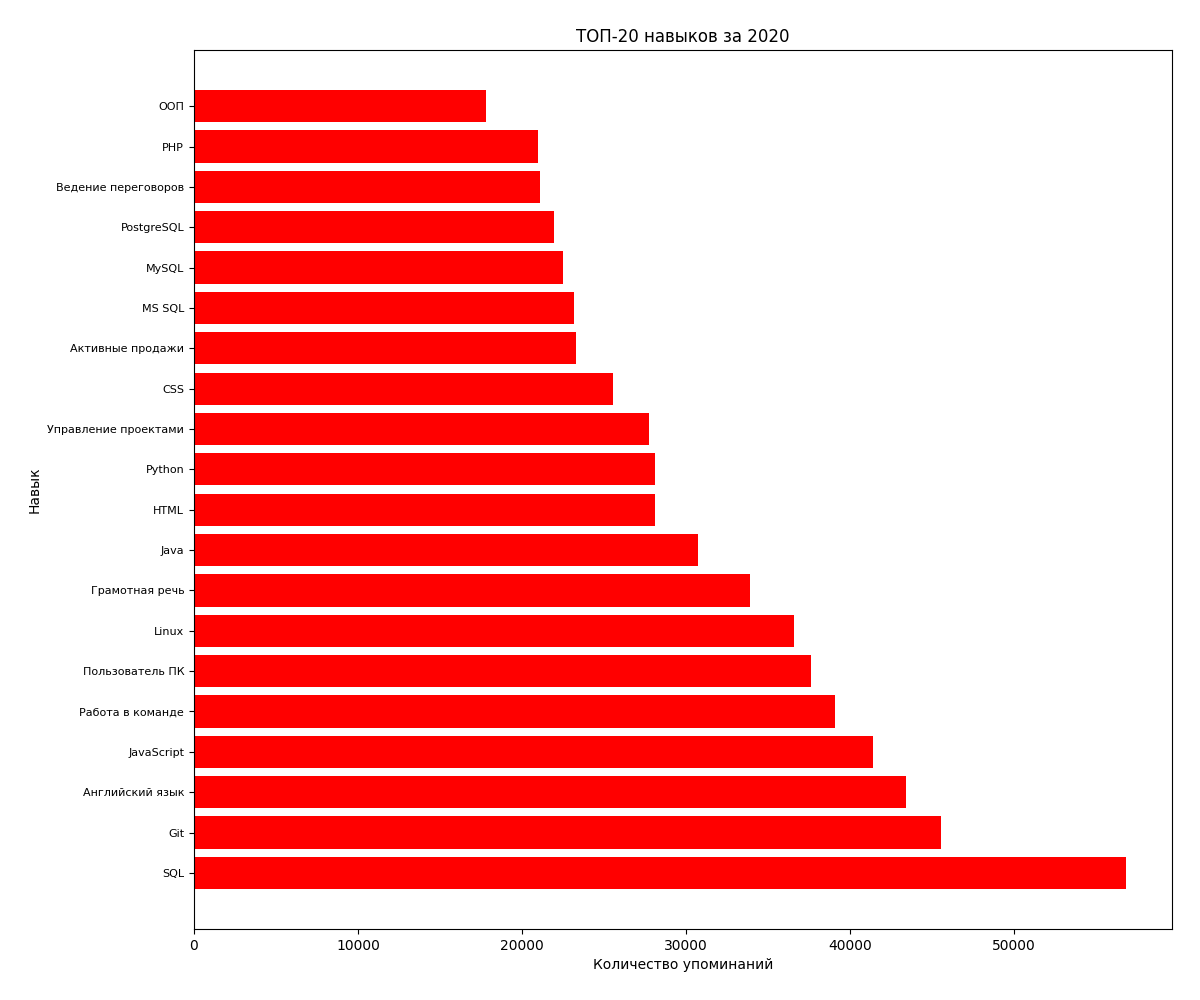 ТОП-20 навыков за 2020
ООП
PHP
Ведение переговоров
PostgreSQL
MySQL
MS SQL
Активные продажи
CSS
Управление проектами
Python
HTML
Java
Грамотная речь
Linux
Пользователь ПК
Работа в команде
JavaScript
Английский язык
Git
SQL
Навык
0 10000 20000 30000 40000 50000
Количество упоминаний